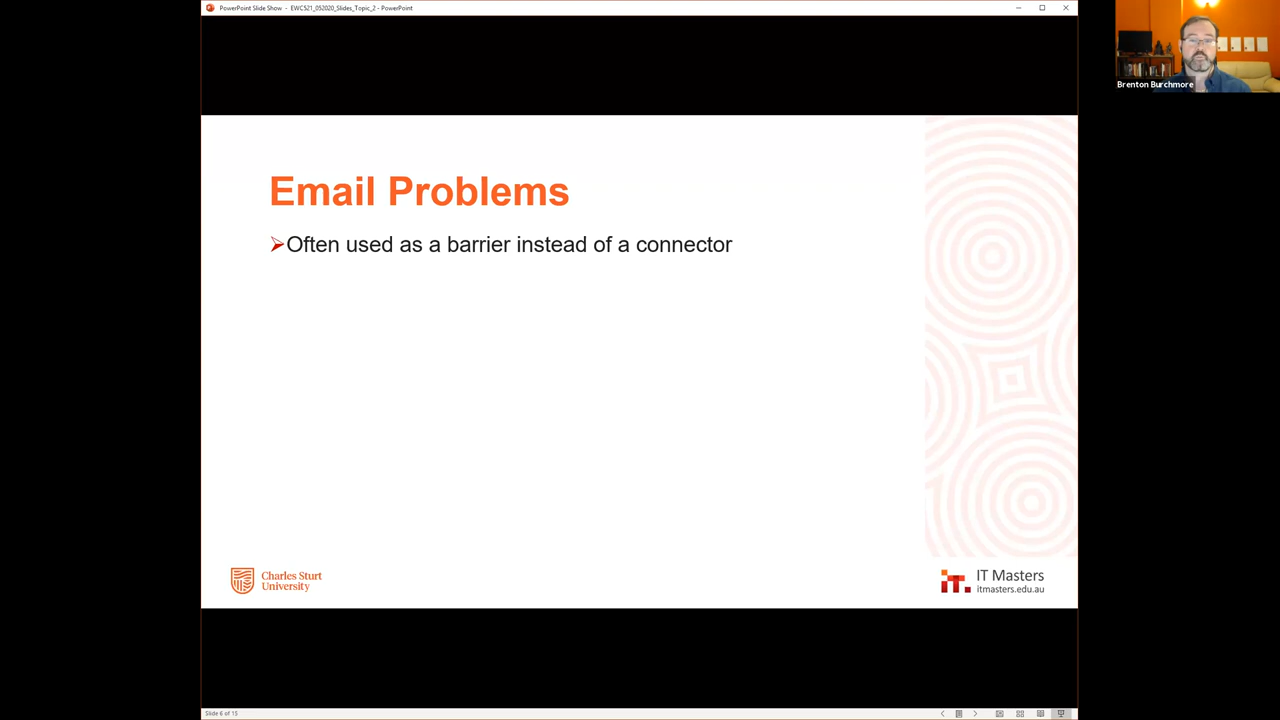 PowerPoint Slide Show - EWC521_052020_Slides_Topic_2 - PowerPoint
Brenton Burchmore
Email Problems
Often used as a barrier instead of a connector
Charles Sturt
University
IT Masters
itmasters.edu.au
Slide 6 of 15